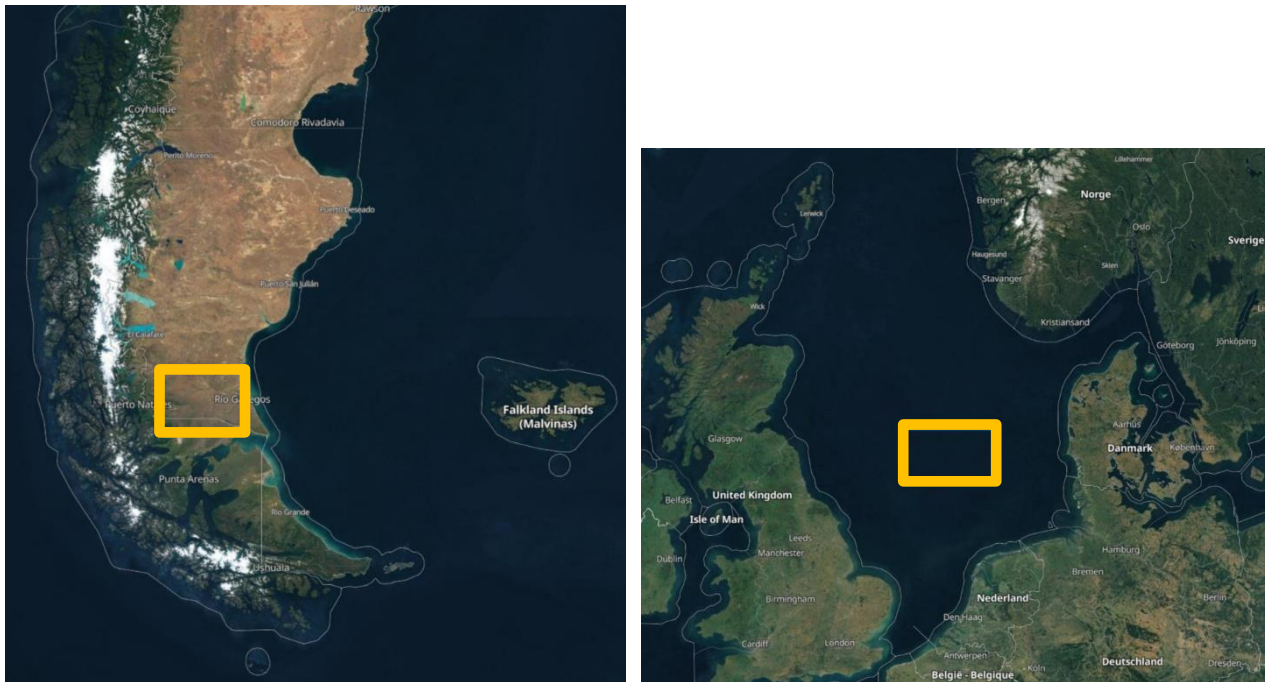 Rawson
Coyhaique
Comodoro Rivadavia
Perito Moreno
Puerto Deseado
Puerto San Julián
El Calafate
Puerto Natales
Río Gallegos
Falkland Islands
(Malvinas)
Punta Arenas
Río Grande
Ushuaia
Lillehammer
Bergen
Norge
Lerwick
Oslo
Sverige
Haugesund
Skien
Stavanger
Wick
Kristiansand
Göteborg
Jönköping
Glasgow
Aarhus
Danmark
København
Belfast
United Kingdom
Isle of Man
Leeds
Manchester
Dublin
Hamburg
Bremen
Birmingham
Nederland
Berlin
Den Haag
Cardiff
London
Antwerpen
Köln
Deutschland
Dresden
België - Belgique